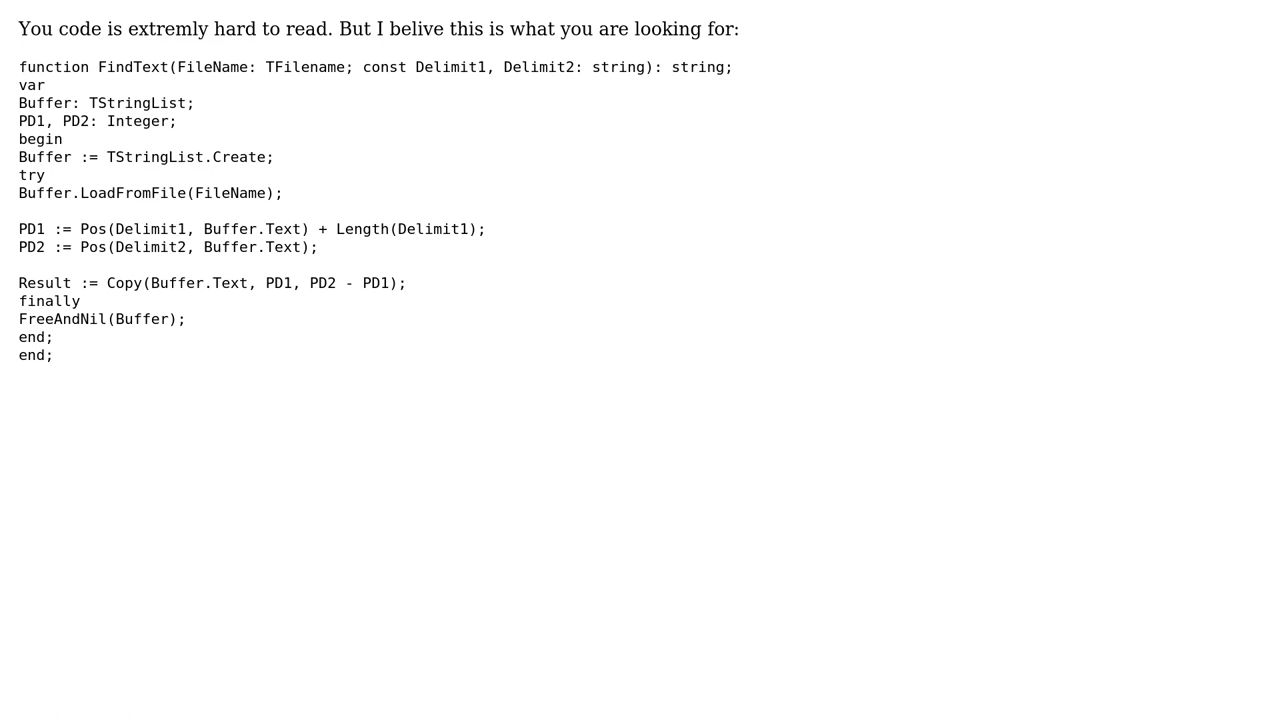 You code is extremly hard to read. But I belive this is what you are looking for:
function FindText(FileName: TFilename; const Delimit1, Delimit2: string): string;
var
Buffer: TStringList;
PD1, PD2: Integer;
begin
Buffer := TStringList.Create;
try
Buffer.LoadFromFile(FileName);
PD1 := Pos(Delimit1, Buffer.Text) + Length(Delimit1);
PD2 := Pos(Delimit2, Buffer.Text);
Result := Copy(Buffer.Text, PD1, PD2 - PD1);
finally
FreeAndNil(Buffer);
end;
end;